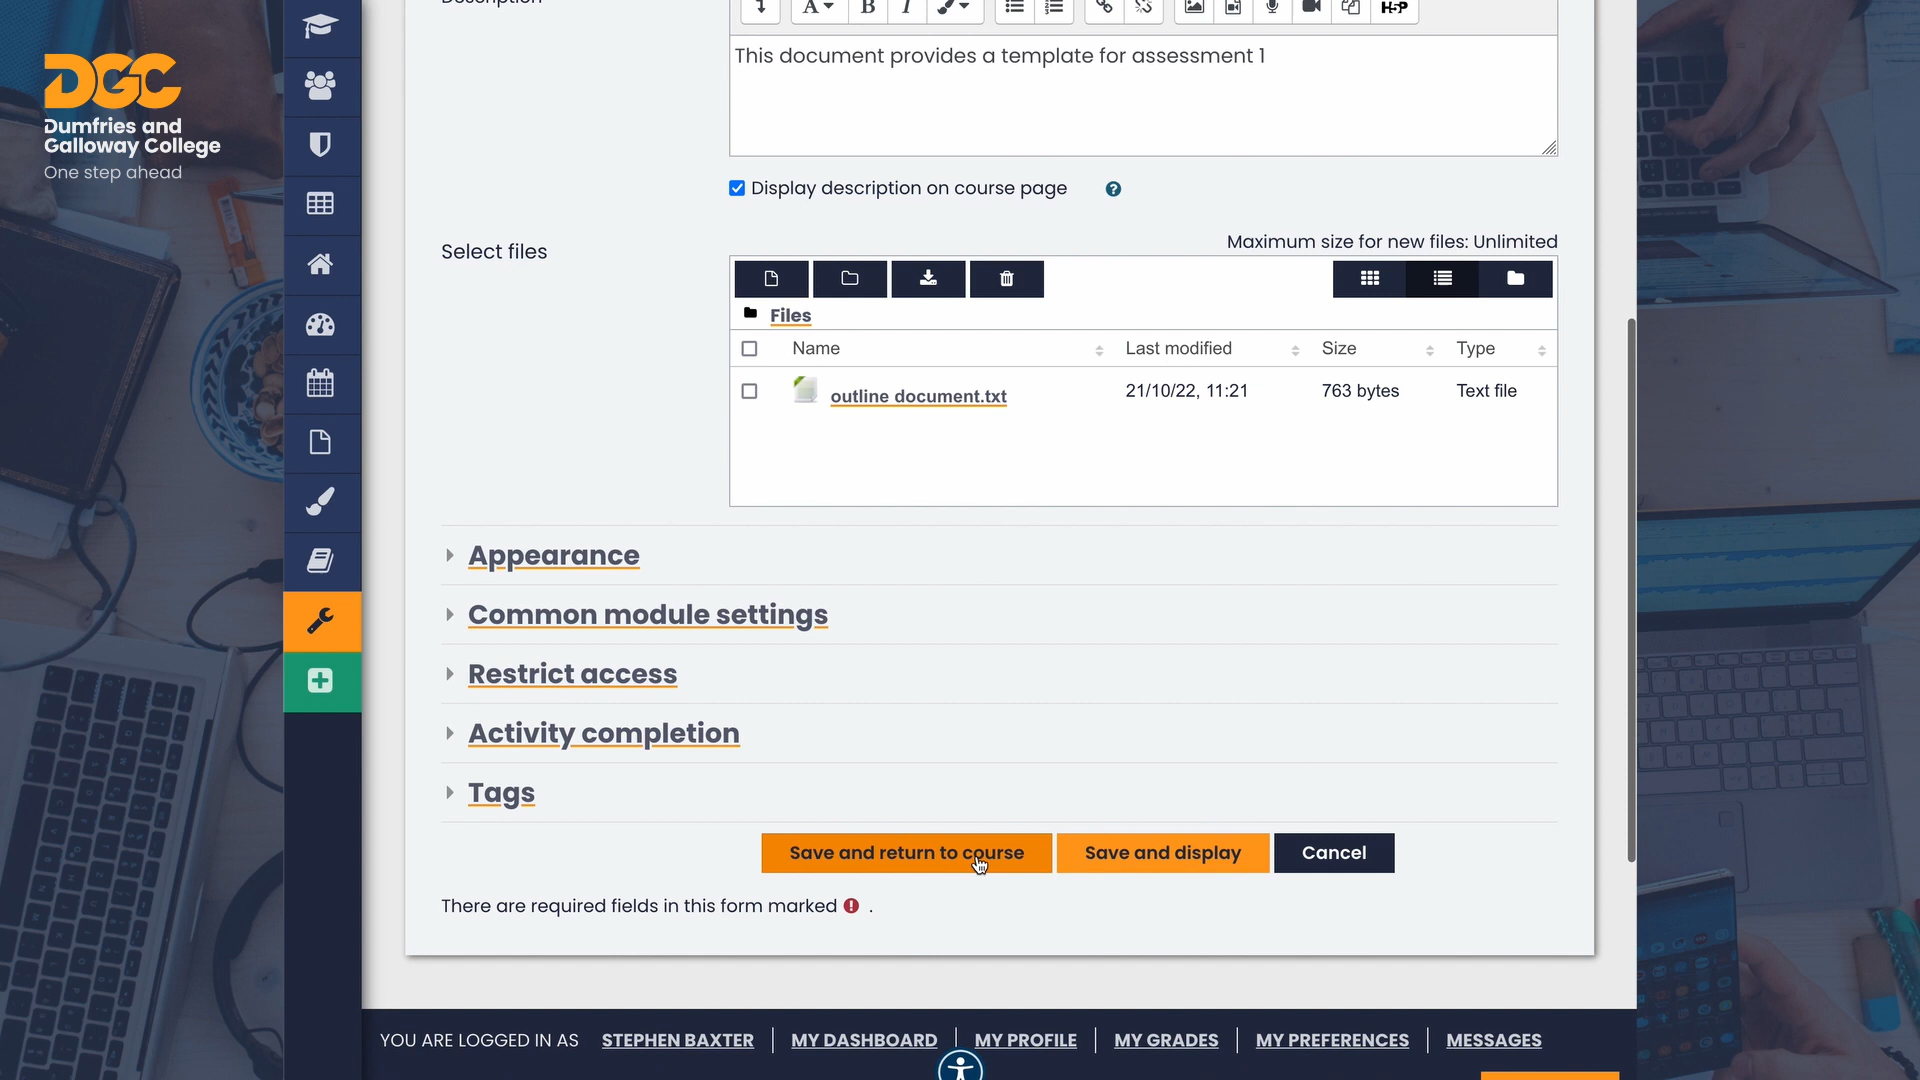 DGC
Dumfries and
Galloway College
One step ahead
A B I H5P
This document provides a template for assessment 1
Display description on course page
Select files
Maximum size for new files: Unlimited
Files
Name Last modified Size Type
outline document.txt 21/10/22, 11:21 763 bytes Text file
Appearance
Common module settings
Restrict access
Activity completion
Tags
Save and return to course Save and display Cancel
There are required fields in this form marked .
YOU ARE LOGGED IN AS STEPHEN BAXTER MY DASHBOARD MY PROFILE MY GRADES MY PREFERENCES MESSAGES